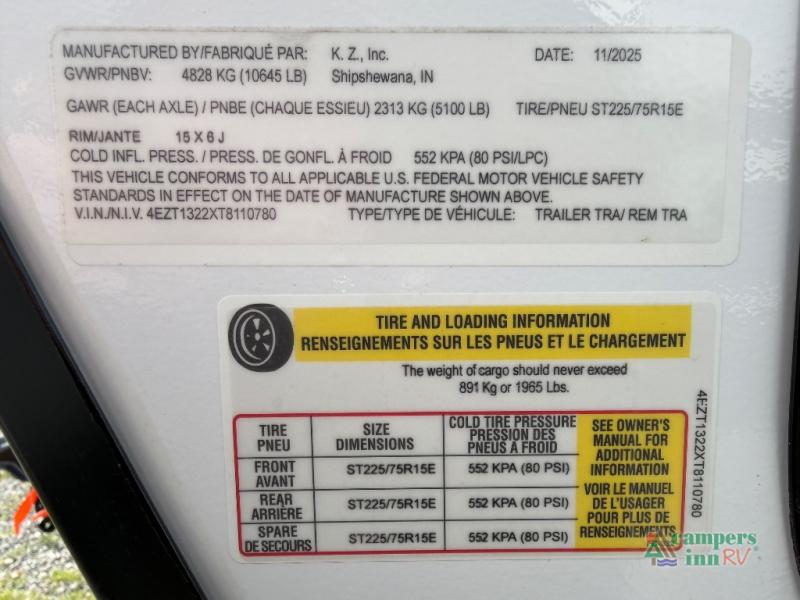 MANUFACTURED BY/FABRIQUÉ PAR: K. Z., Inc. DATE: 11/2025
GVWR/PNBV: 4828 KG (10645 LB) Shipshewana, IN
GAWR (EACH AXLE) / PNBE (CHAQUE ESSIEU) 2313 KG (5100 LB) TIRE/PNEU ST225/75R15E
RIM/JANTE 15 X 6 J
COLD INFL. PRESS. / PRESS. DE GONFL. À FROID 552 KPA (80 PSI/LPC)
THIS VEHICLE CONFORMS TO ALL APPLICABLE U.S. FEDERAL MOTOR VEHICLE SAFETY
STANDARDS IN EFFECT ON THE DATE OF MANUFACTURE SHOWN ABOVE.
V.I.N./N.I.V. 4EZT1322XT8110780 TYPE/TYPE DE VÉHICULE: TRAILER TRA/ REM TRA
TIRE AND LOADING INFORMATION
RENSEIGNEMENTS SUR LES PNEUS ET LE CHARGEMENT
The weight of cargo should never exceed
891 Kg or 1965 Lbs.
TIRE
PNEU
SIZE
DIMENSIONS
COLD TIRE PRESSURE
PRESSION DES
PNEUS À FROID
FRONT
AVANT
ST225/75R15E 552 KPA (80 PSI)
REAR
ARRIÈRE
ST225/75R15E 552 KPA (80 PSI)
SPARE
DE SECOURS
ST225/75R15E 552 KPA (80 PSI)
SEE OWNER'S
MANUAL FOR
ADDITIONAL
INFORMATION
VOIR LE MANUEL
DE L'USAGER
POUR PLUS DE
RENSEIGNEMENTS
4EZT1322XT8110780
campers
inn RV